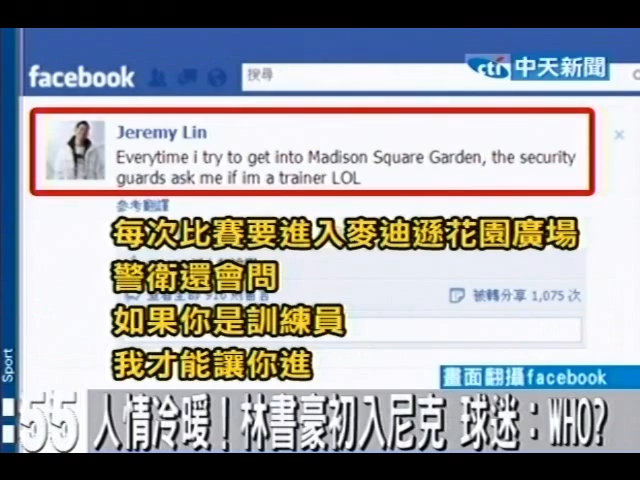 cti 中天新聞
facebook
搜尋
Jeremy Lin
Everytime i try to get into Madison Square Garden, the security
guards ask me if im a trainer LOL
參考翻譯
每次比賽要進入麥迪遜花園廣場
警衛還會問
被轉分享 1,075 次
如果你是訓練員
我才能讓你進
畫面翻攝facebook
Sport
55
人情冷暖！林書豪初入尼克 球迷：WHO?